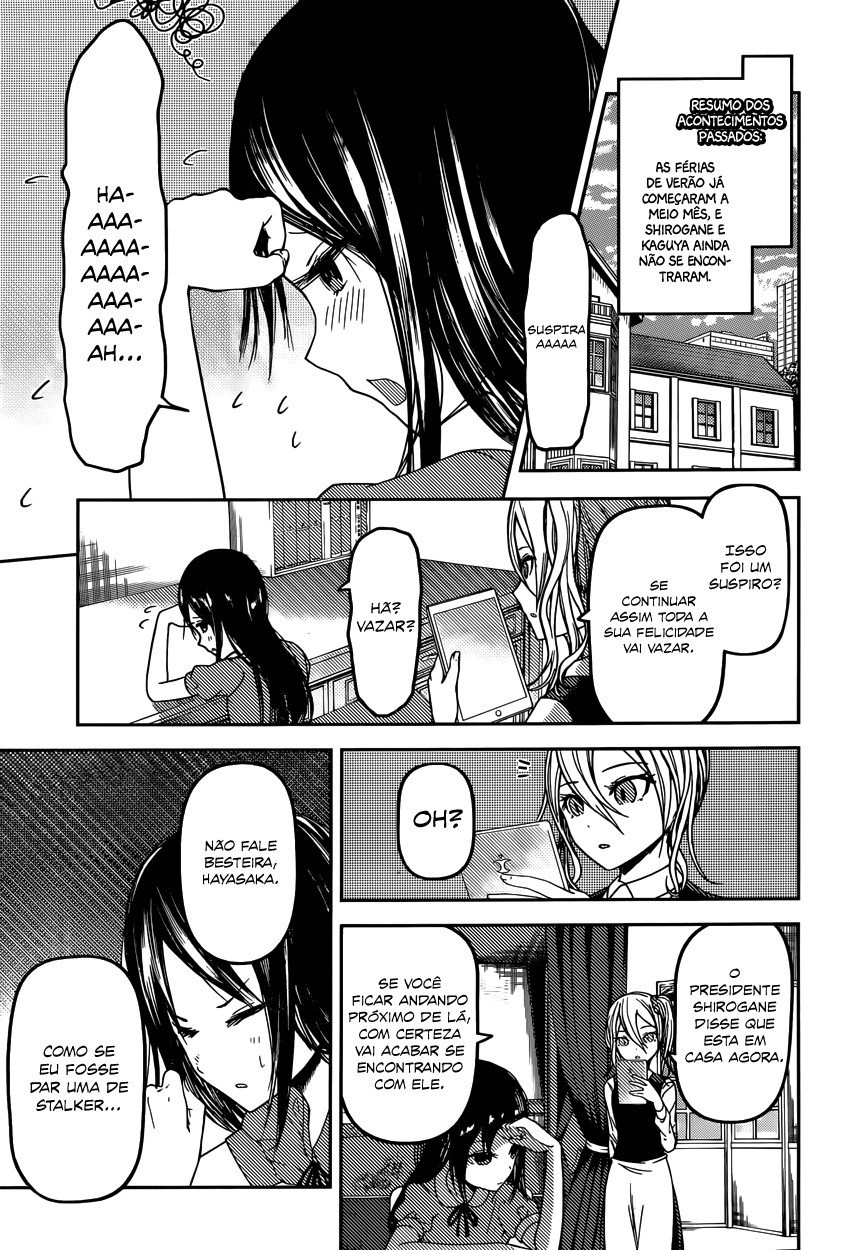 RESUMO DOS
ACONTECIMENTOS
PASSADOS:
AS FÉRIAS
DE VERÃO JÁ
COMEÇARAM A
MEIO MÊS, E
SHIROGANE E
KAGUYA AINDA
NÃO SE ENCON-
TRARAM.
SUSPIRA
AAAAA
HA-
AAA-
AAAA-
AAAA-
AAA-
AAA-
AH...
ISSO
FOI UM
SUSPIRO?
SE
CONTINUAR
ASSIM TODA A
SUA FELICIDADE
VAI VAZAR.
HÃ?
VAZAR?
OH?
NÃO FALE
BESTEIRA,
HAYASAKA.
COMO SE
EU FOSSE
DAR UMA DE
STALKER...
O
PRESIDENTE
SHIROGANE
DISSE QUE
ESTA EM
CASA AGORA.
SE VOCÊ
FICAR ANDANDO
PRÓXIMO DE LÁ,
COM CERTEZA
VAI ACABAR SE
ENCONTRANDO
COM ELE.